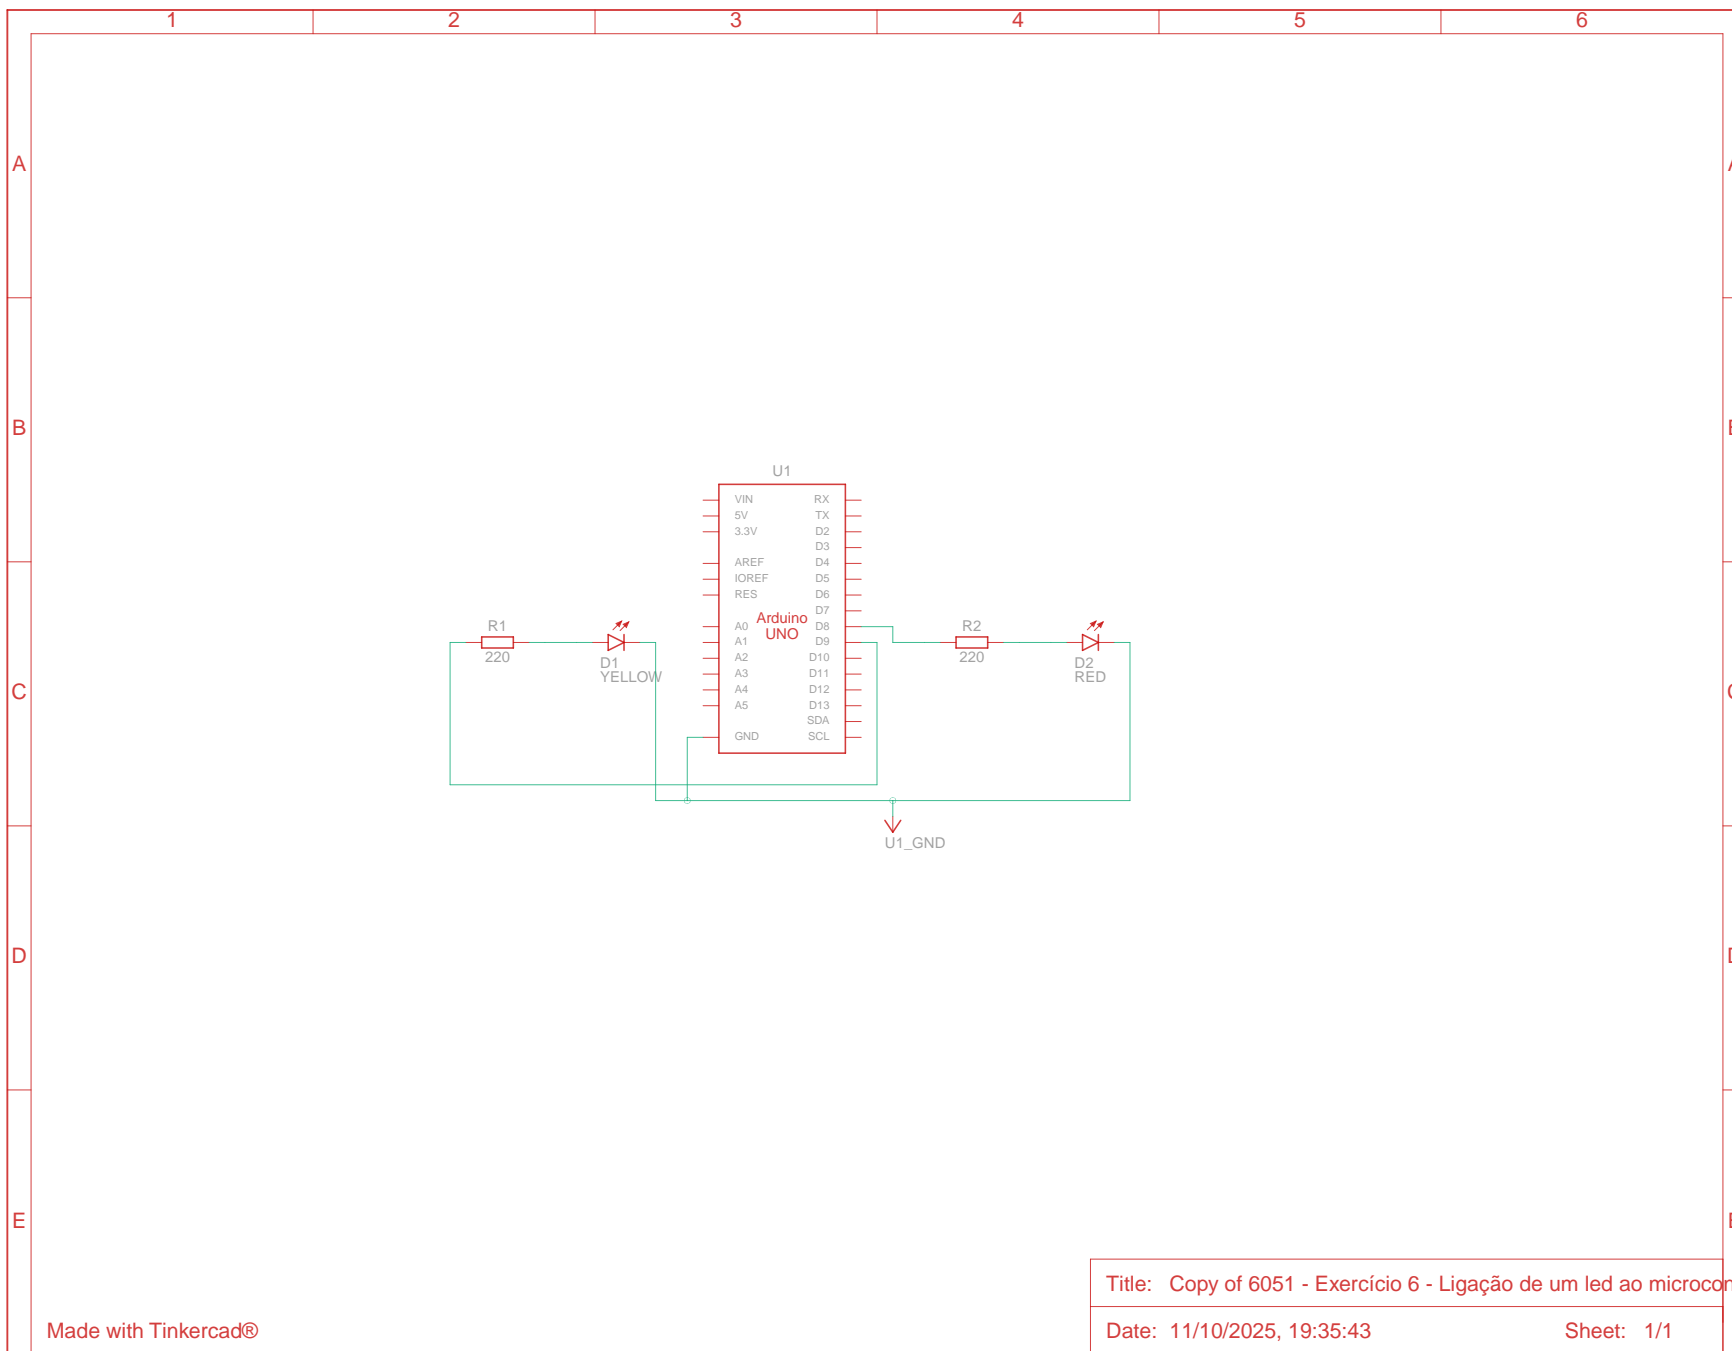 1 2 3 4 5 6
A
B
C
D
E
U1
VIN RX
5V TX
3.3V D2
D3
AREF D4
IOREF D5
RES D6
D7
Arduino
UNO
A0 D8
A1 D9
A2 D10
A3 D11
A4 D12
A5 D13
SDA
GND SCL
R1
220
D1
YELLOW
R2
220
D2
RED
U1_GND
Title: Copy of 6051 - Exercício 6 - Ligação de um led ao microcon
Date: 11/10/2025, 19:35:43 Sheet: 1/1
Made with Tinkercad®